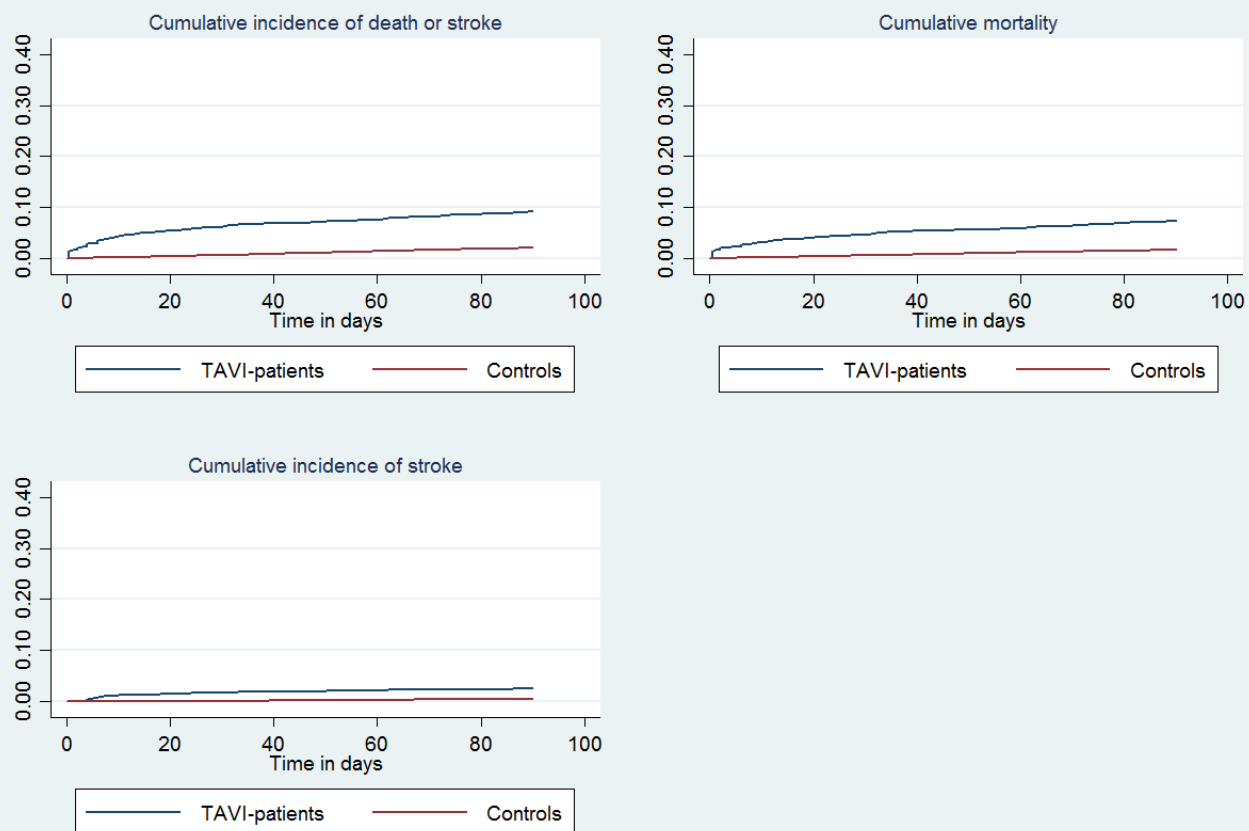 Cumulative incidence of death or stroke
0.40
0.30
0.20
0.10
0.00
0 20 40 60 80 100
Time in days
TAVI-patients Controls
Cumulative mortality
0.40
0.30
0.20
0.10
0.00
0 20 40 60 80 100
Time in days
TAVI-patients Controls
Cumulative incidence of stroke
0.40
0.30
0.20
0.10
0.00
0 20 40 60 80 100
Time in days
TAVI-patients Controls